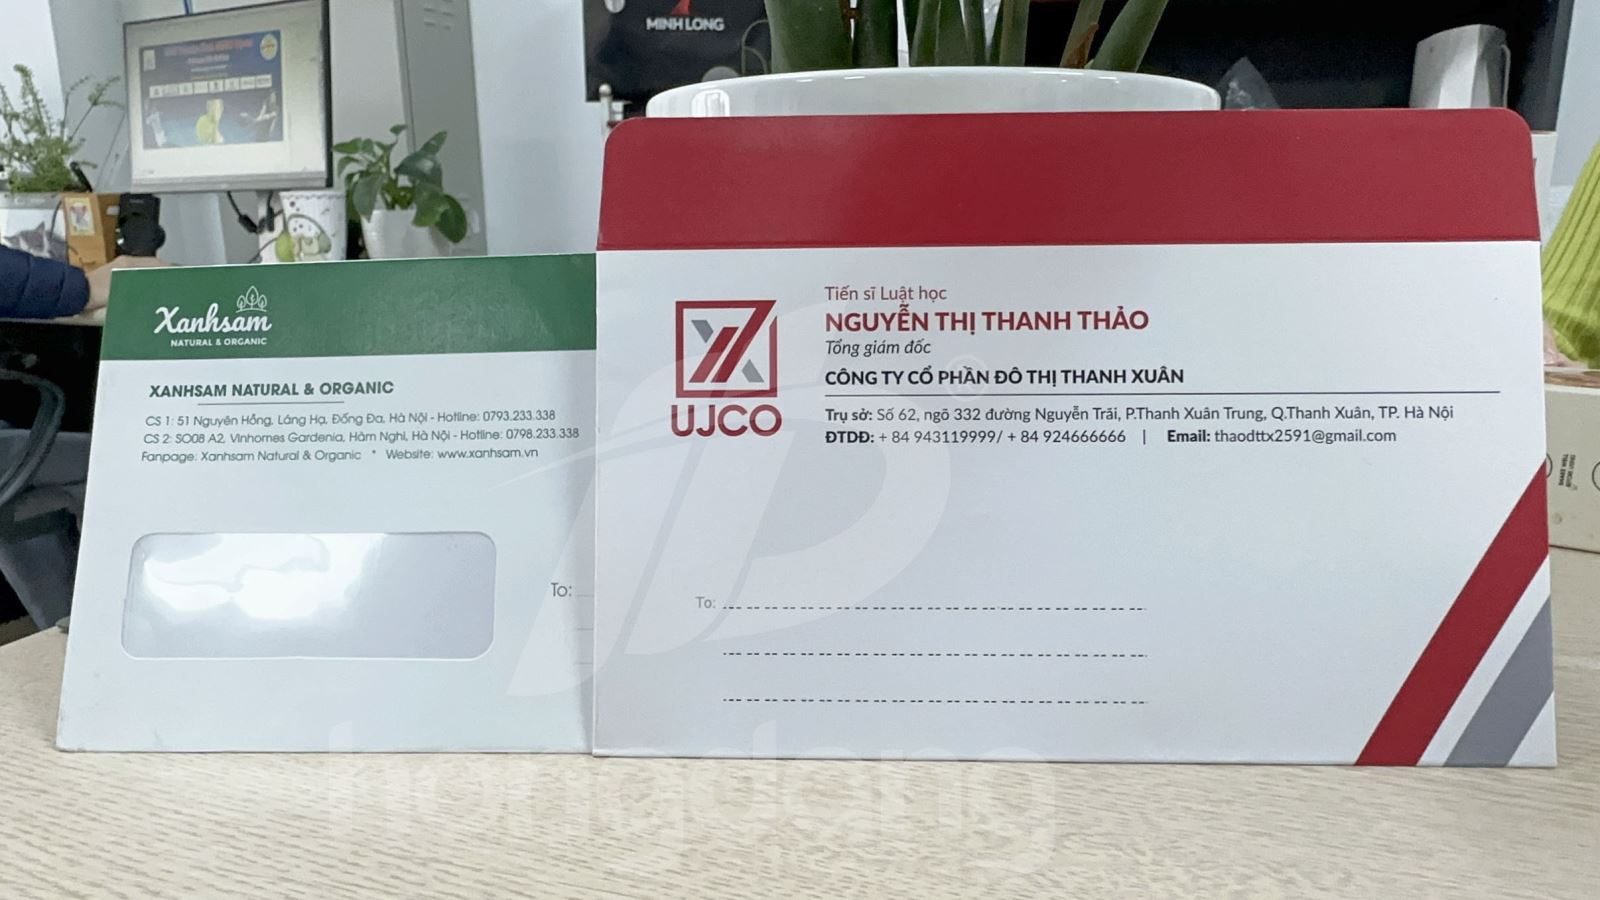 MINH LONG
Xanhsam
NATURAL & ORGANIC
XANHSAM NATURAL & ORGANIC
CS 1: 51 Nguyên Hồng, Láng Hạ, Đống Đa, Hà Nội - Hotline: 0793.233.338
CS 2: SO08 A2, Vinhomes Gardenia, Hàm Nghi, Hà Nội - Hotline: 0798.233.338
Fanpage: Xanhsam Natural & Organic * Website: www.xanhsam.vn
To:
UJCO
Tiến sĩ Luật học
NGUYỄN THỊ THANH THẢO
Tổng giám đốc
CÔNG TY CỔ PHẦN ĐÔ THỊ THANH XUÂN
Trụ sở: Số 62, ngõ 332 đường Nguyễn Trãi, P.Thanh Xuân Trung, Q.Thanh Xuân, TP. Hà Nội
ĐTDĐ: + 84 943119999/ + 84 924666666 | Email: thaodttx2591@gmail.com
To:
hongdang